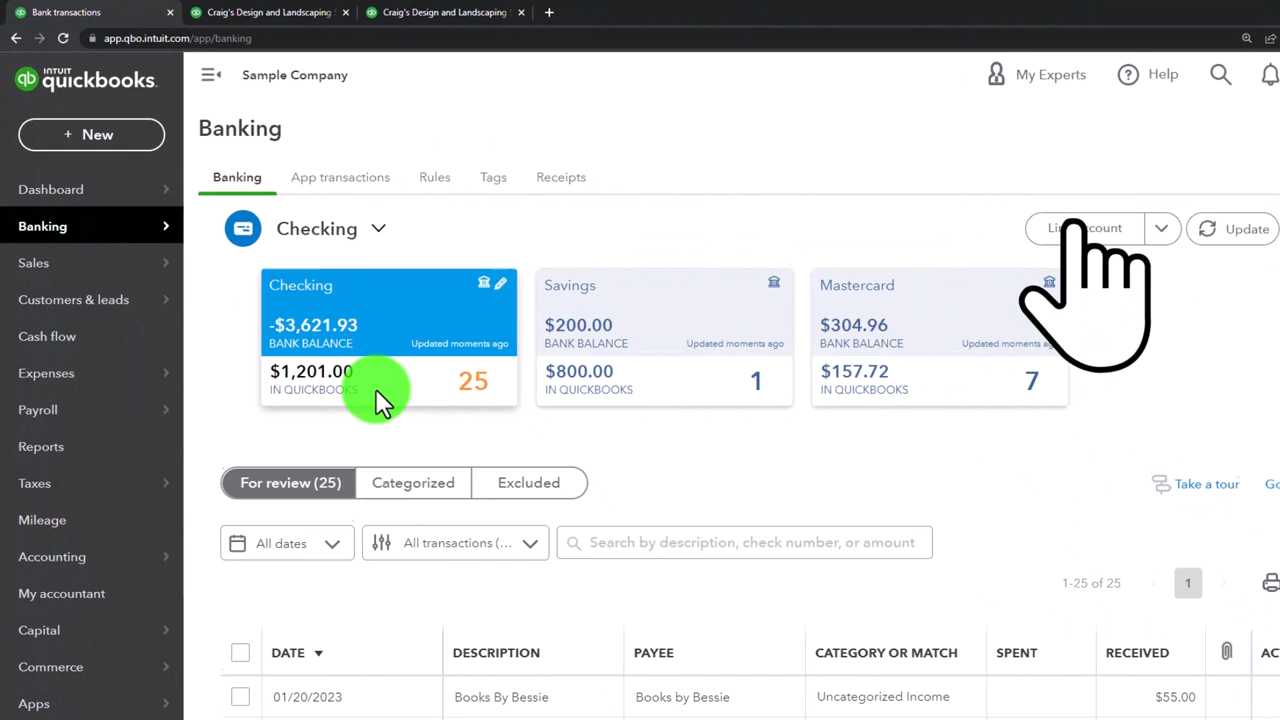 Bank transactions
Craig's Design and Landscaping S
Craig's Design and Landscaping S
app.qbo.intuit.com/app/banking
INTUIT
quickbooks
Sample Company
My Experts
Help
+ New
Banking
Dashboard
Banking
Sales
Customers & leads
Cash flow
Expenses
Payroll
Reports
Taxes
Mileage
Accounting
My accountant
Capital
Commerce
Apps
Banking
App transactions
Rules
Tags
Receipts
Checking
Update
Checking
-$3,621.93
BANK BALANCE
Updated moments ago
$1,201.00
IN QUICKBOOKS
25
Savings
$200.00
BANK BALANCE
Updated moments ago
$800.00
IN QUICKBOOKS
1
Mastercard
$304.96
BANK BALANCE
Updated moments
$157.72
IN QUICKBOOKS
7
For review (25)
Categorized
Excluded
Take a tour
All dates
All transactions (...
Search by description, check number, or amount
1-25 of 25
1
DATE
DESCRIPTION
PAYEE
CATEGORY OR MATCH
SPENT
RECEIVED
01/20/2023
Books By Bessie
Books by Bessie
Uncategorized Income
$55.00